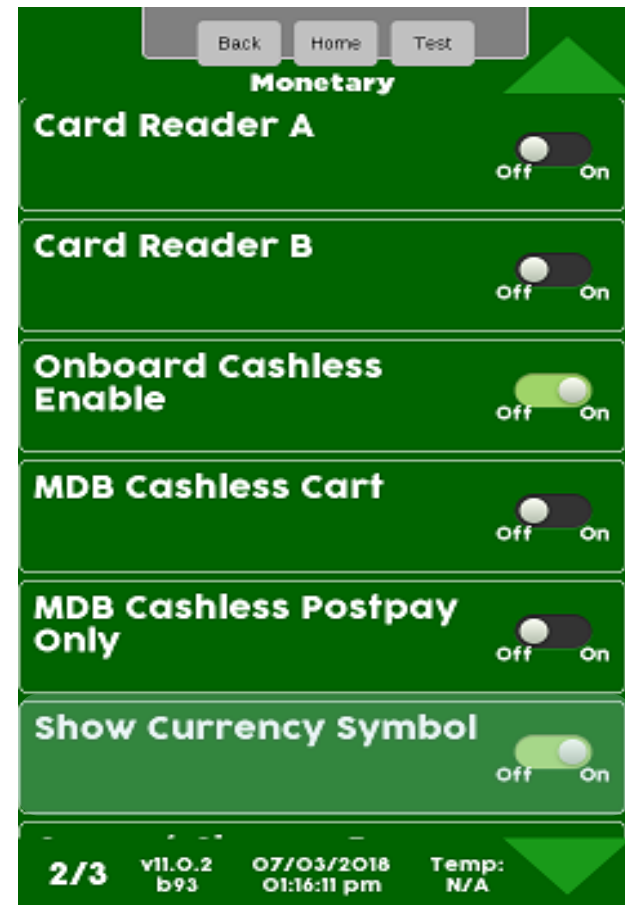 Back Home Test
Monetary
Card Reader A
Off On
Card Reader B
Off On
Onboard Cashless
Enable
Off On
MDB Cashless Cart
Off On
MDB Cashless Postpay
Only
Off On
Show Currency Symbol
Off On
2/3 v11.0.2 07/03/2018 Temp:
b93 01:16:11 pm N/A